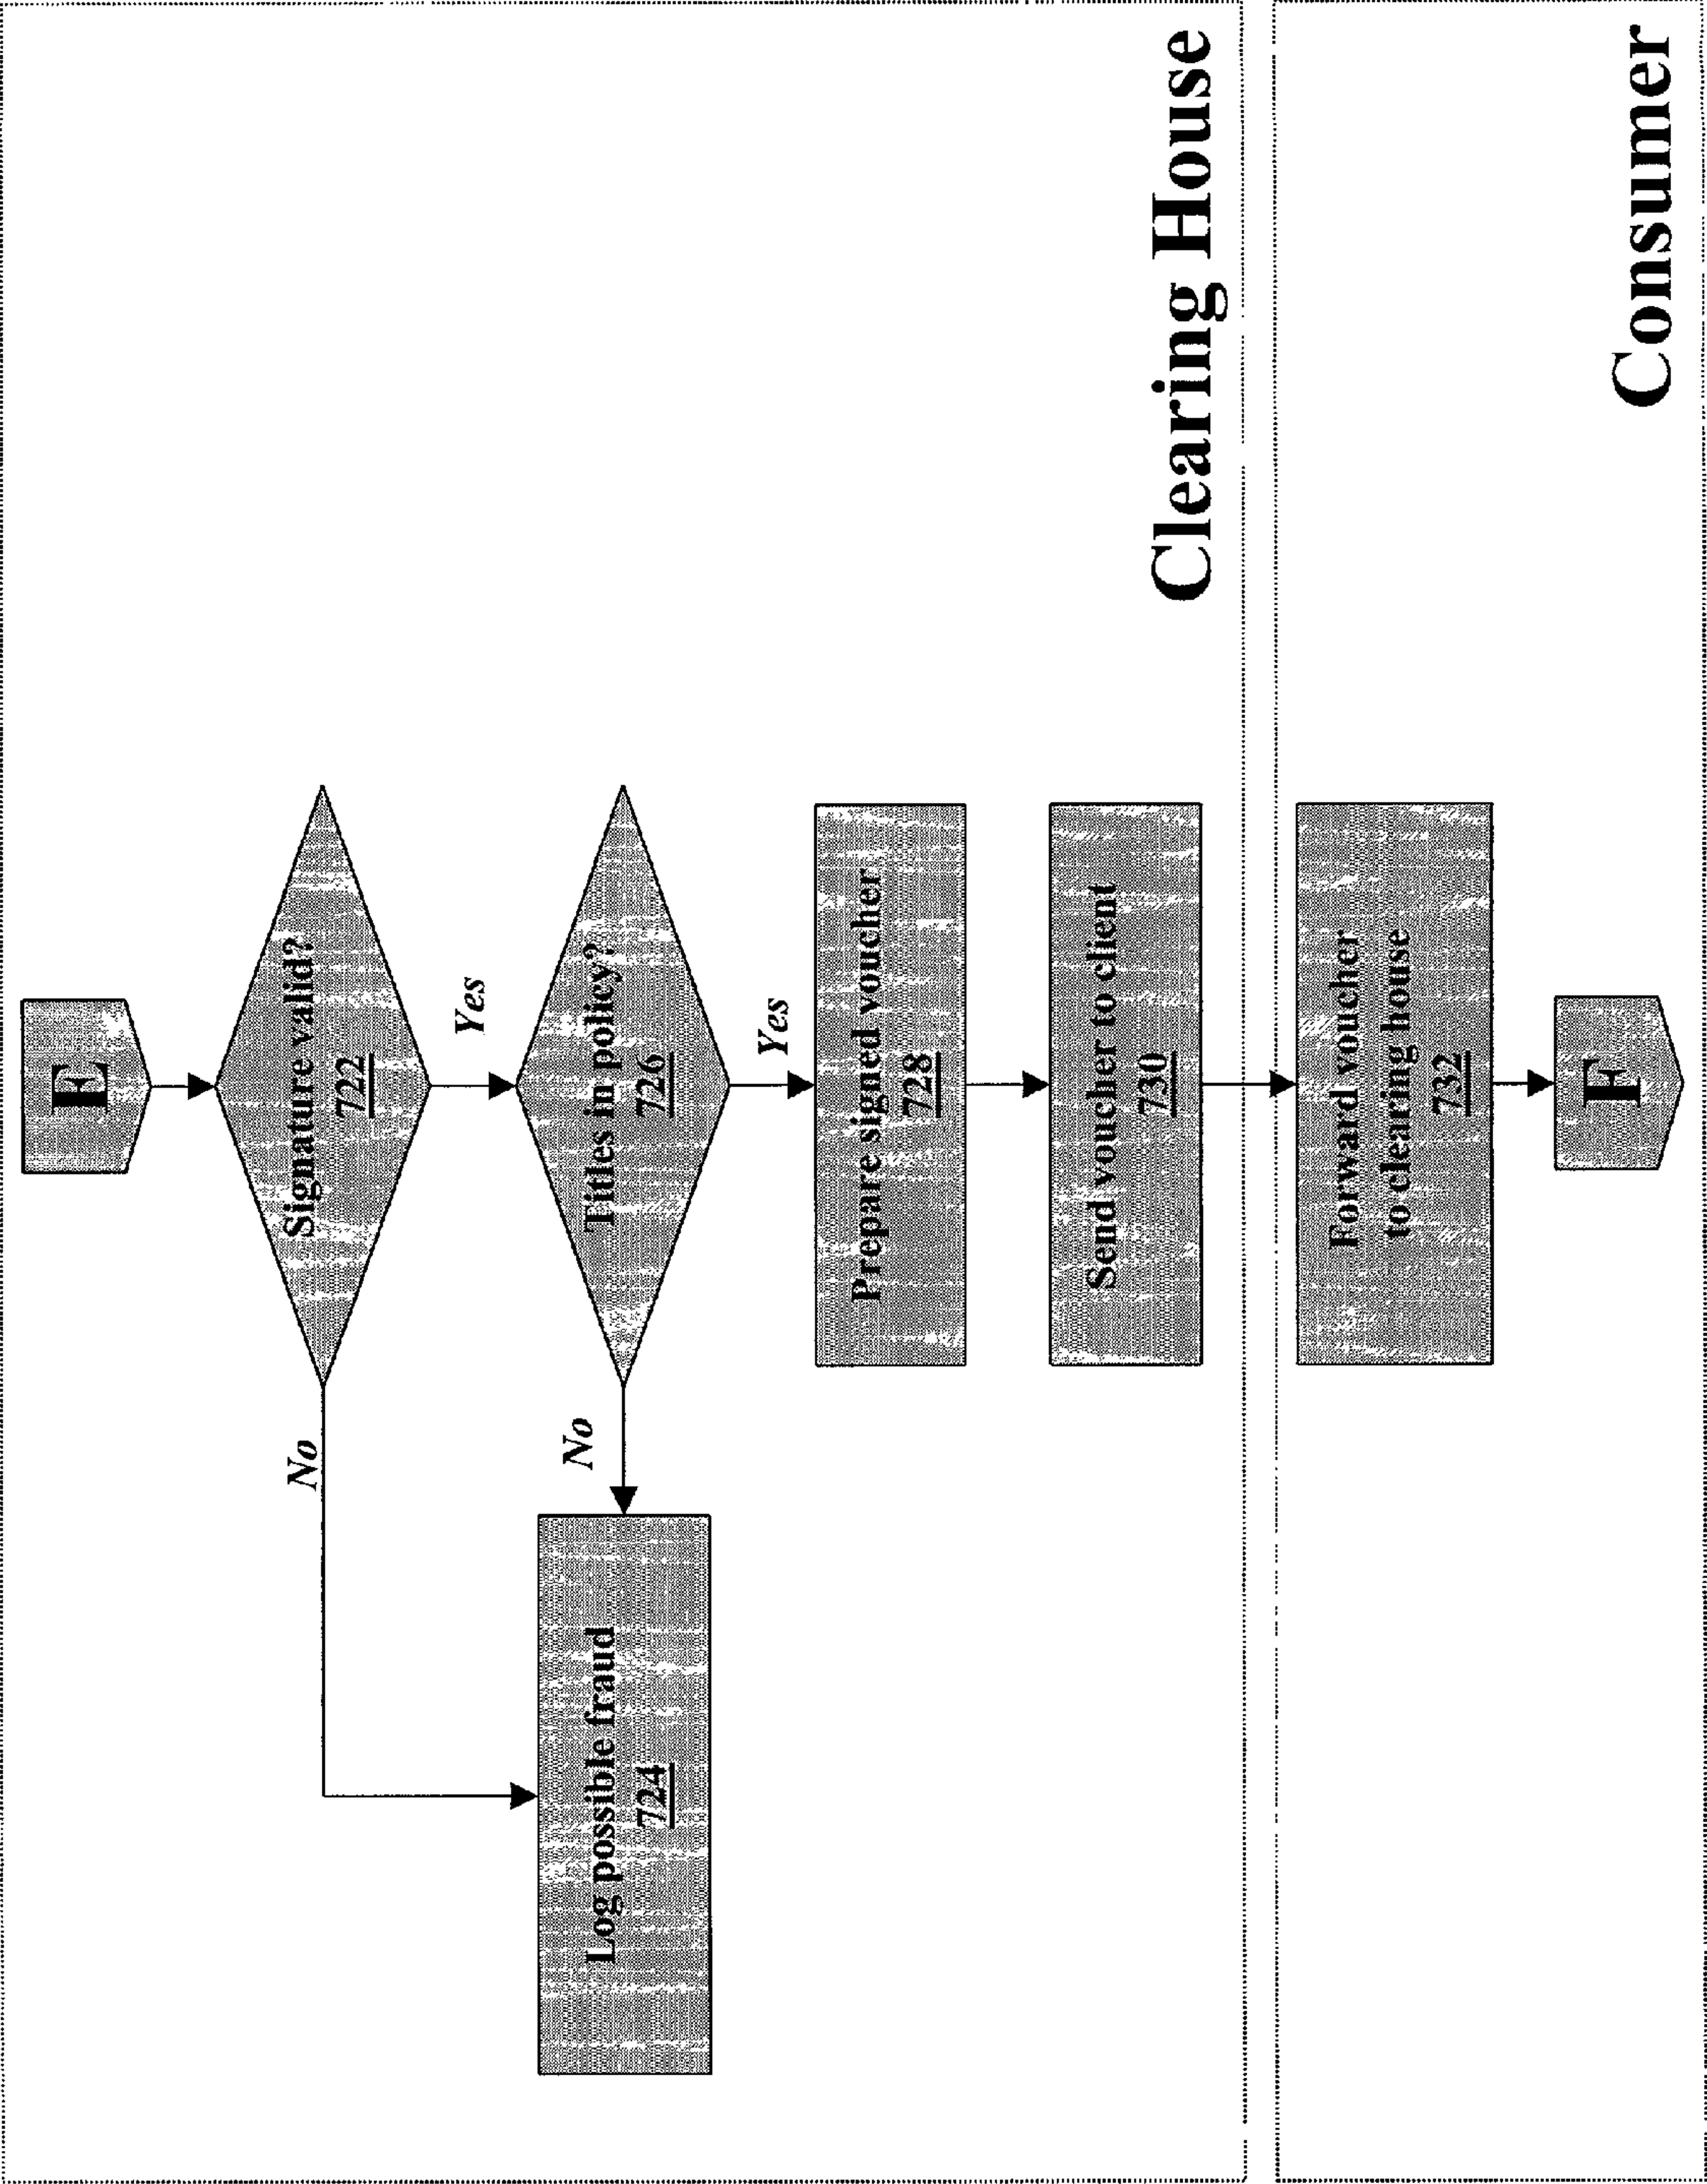 E
Signature valid?
722
No
Yes
Titles in policy?
726
No
Log possible fraud
724
Yes
Prepare signed voucher
728
Send voucher to client
730
Clearing House
Forward voucher
to clearing house
732
F
Consumer